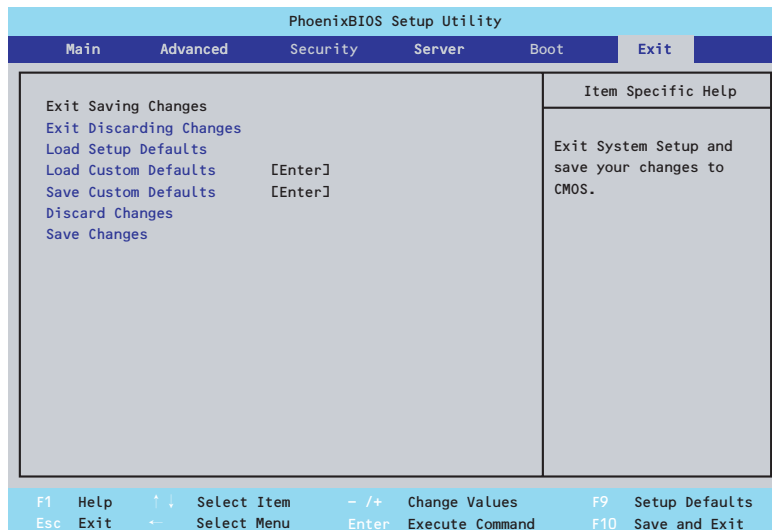 PhoenixBIOS Setup Utility
Main Advanced Security Server Boot Exit
Item Specific Help
Exit Saving Changes
Exit Discarding Changes
Load Setup Defaults
Load Custom Defaults [Enter]
Save Custom Defaults [Enter]
Discard Changes
Save Changes
Exit System Setup and
save your changes to
CMOS.
F1 Help ↑↓ Select Item − /+ Change Values F9 Setup Defaults
Esc Exit ← Select Menu Enter Execute Command F10 Save and Exit